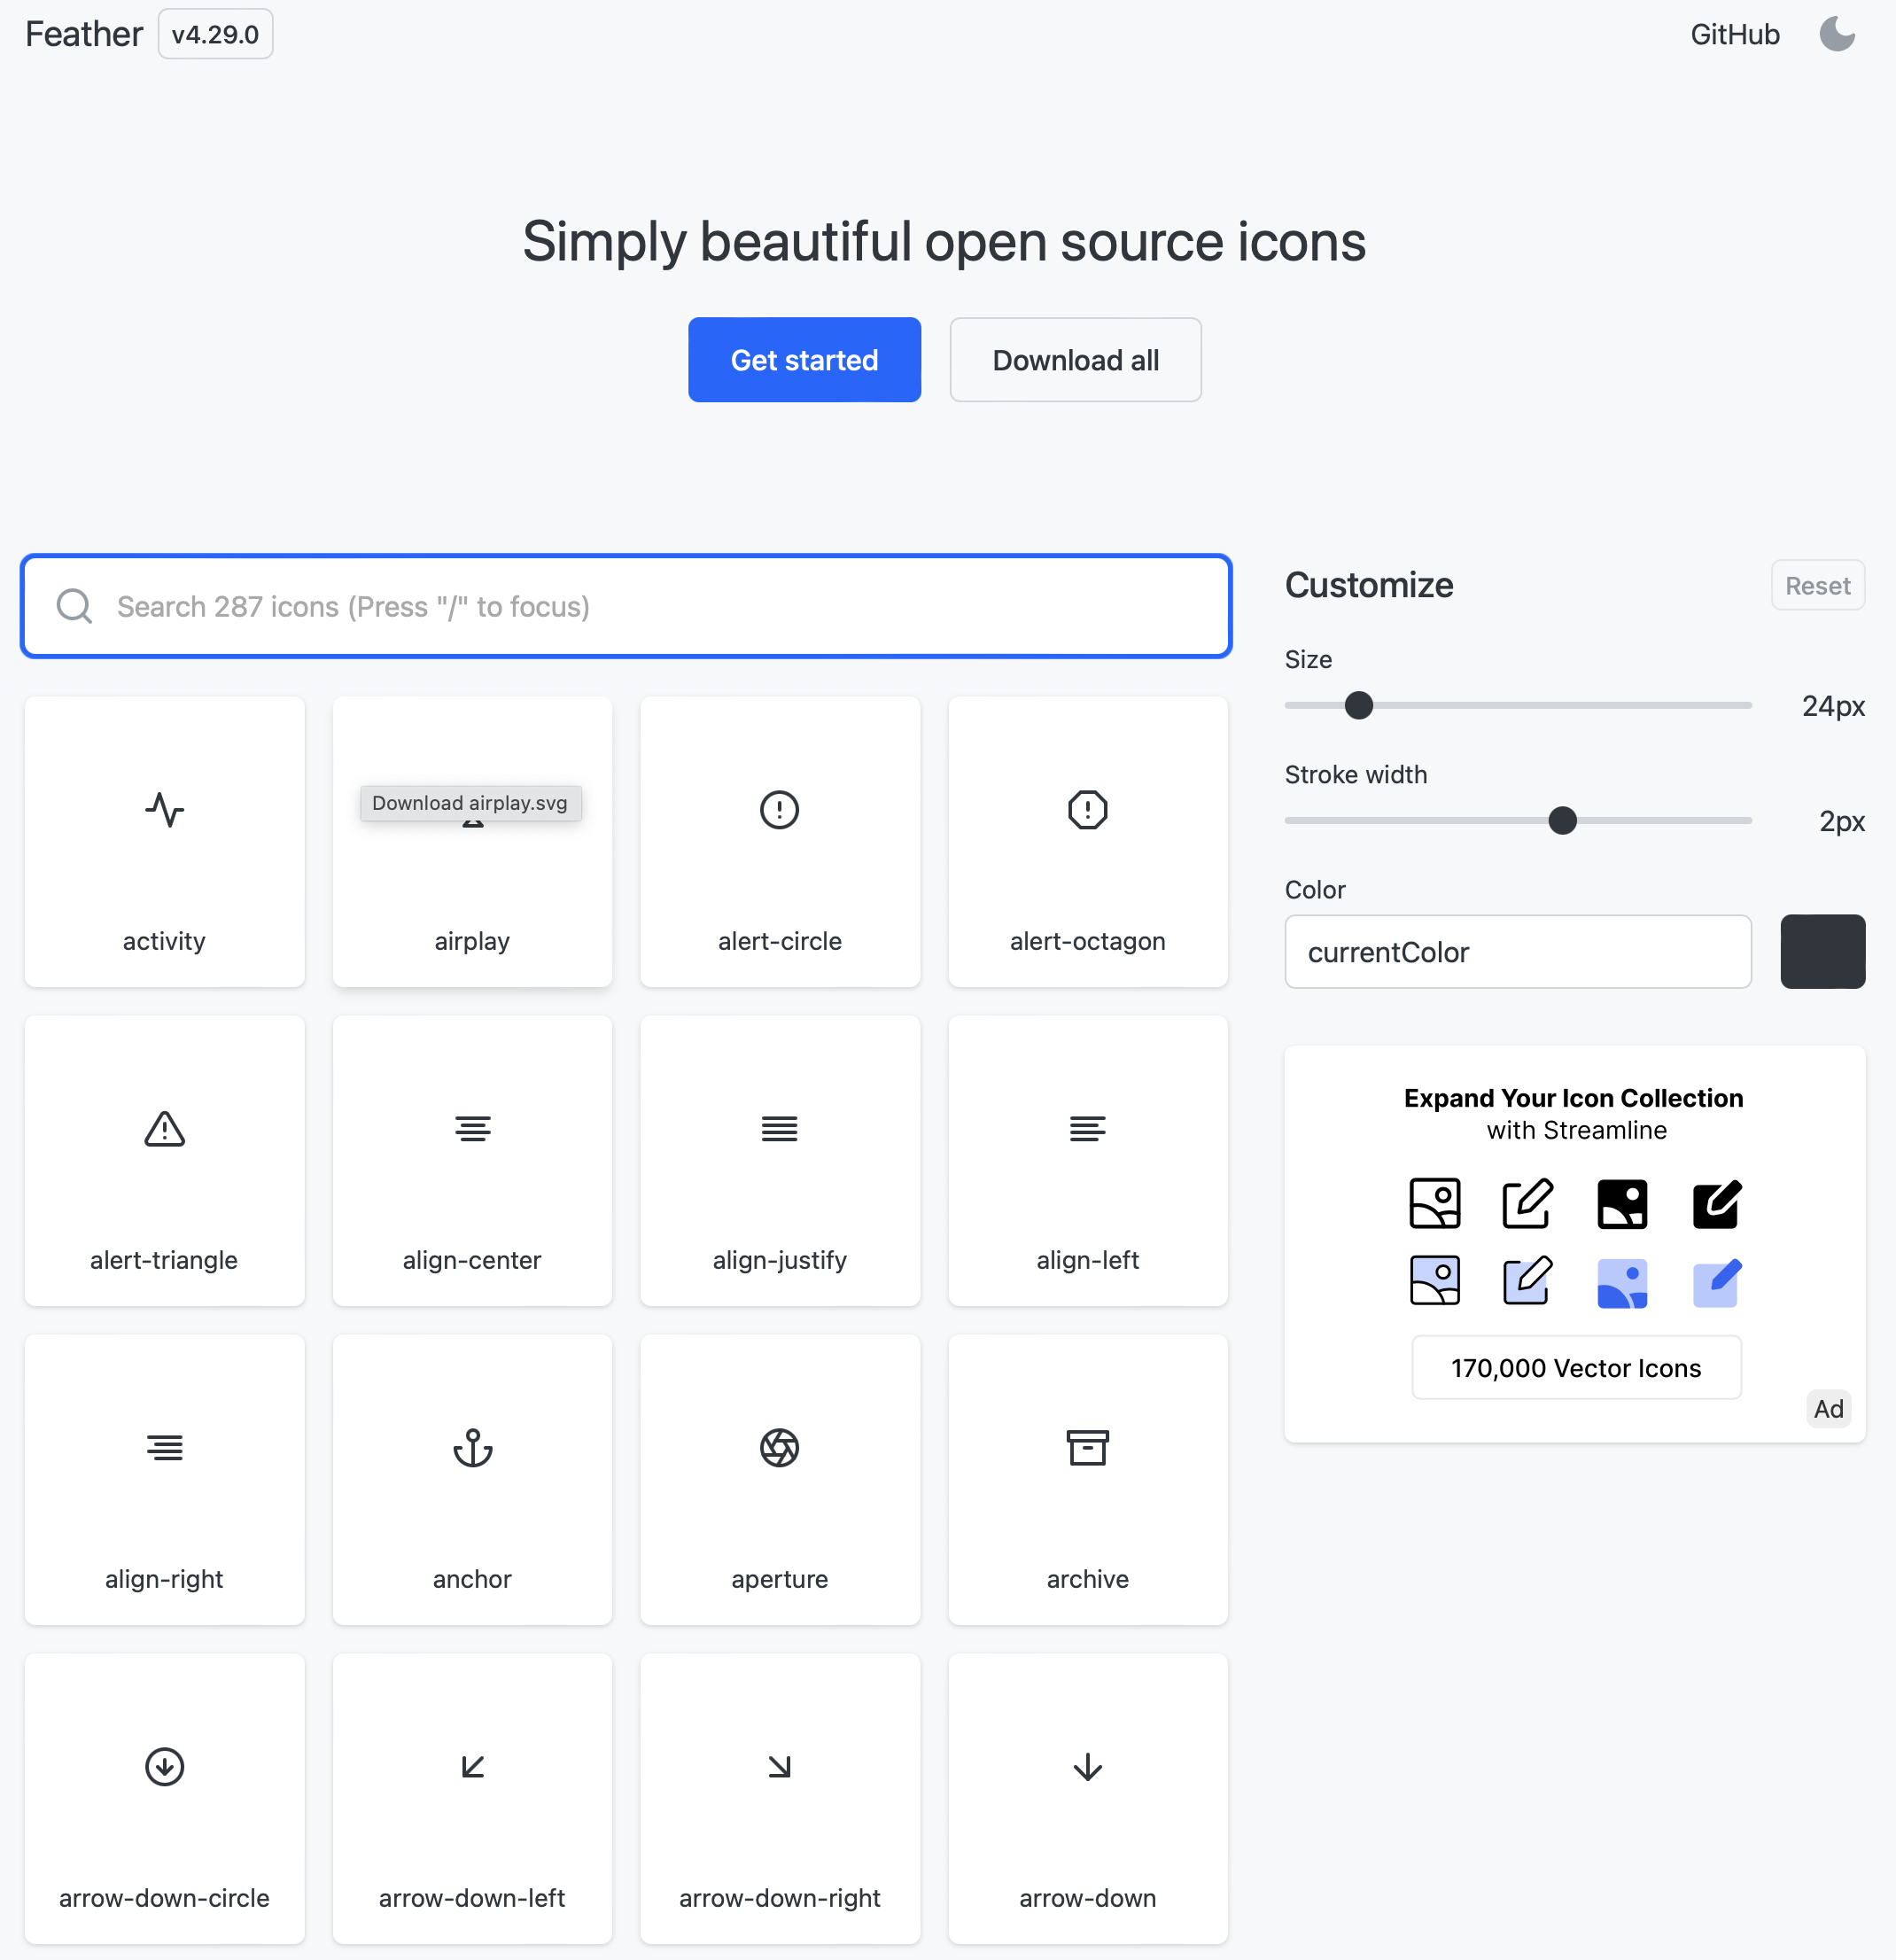 Feather
v4.29.0
GitHub
Simply beautiful open source icons
Get started
Download all
Search 287 icons (Press "/" to focus)
Customize
Reset
Size
24px
Stroke width
2px
Color
currentColor
Download airplay.svg
activity
airplay
alert-circle
alert-octagon
alert-triangle
align-center
align-justify
align-left
align-right
anchor
aperture
archive
arrow-down-circle
arrow-down-left
arrow-down-right
arrow-down
Expand Your Icon Collection
with Streamline
170,000 Vector Icons
Ad